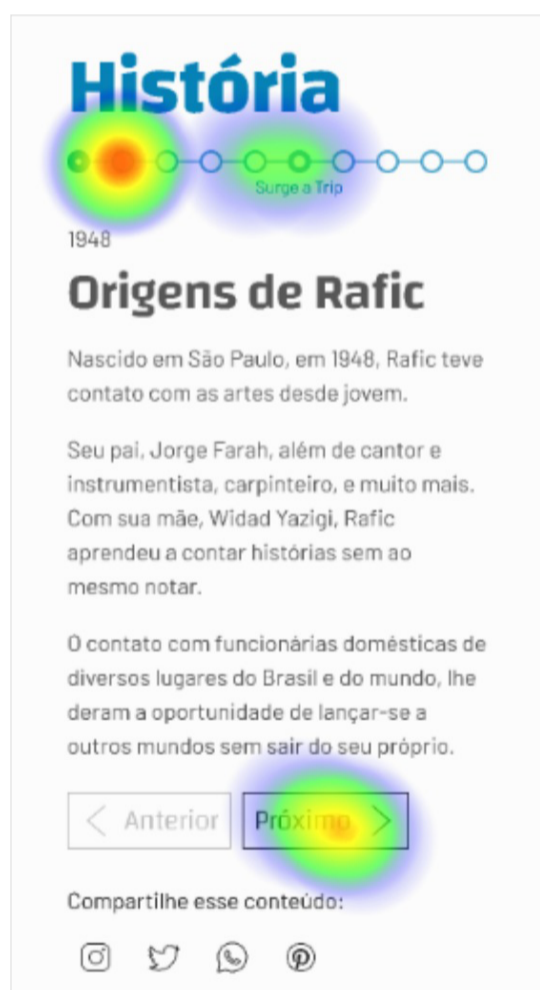 História
Surge a Trip
1948
Origens de Rafic
Nascido em São Paulo, em 1948, Rafic teve
contato com as artes desde jovem.
Seu pai, Jorge Farah, além de cantor e
instrumentista, carpinteiro, e muito mais.
Com sua mãe, Widad Yazigi, Rafic
aprendeu a contar histórias sem ao
mesmo notar.
O contato com funcionárias domésticas de
diversos lugares do Brasil e do mundo, lhe
deram a oportunidade de lançar-se a
outros mundos sem sair do seu próprio.
Anterior Próximo
Compartilhe esse conteúdo: